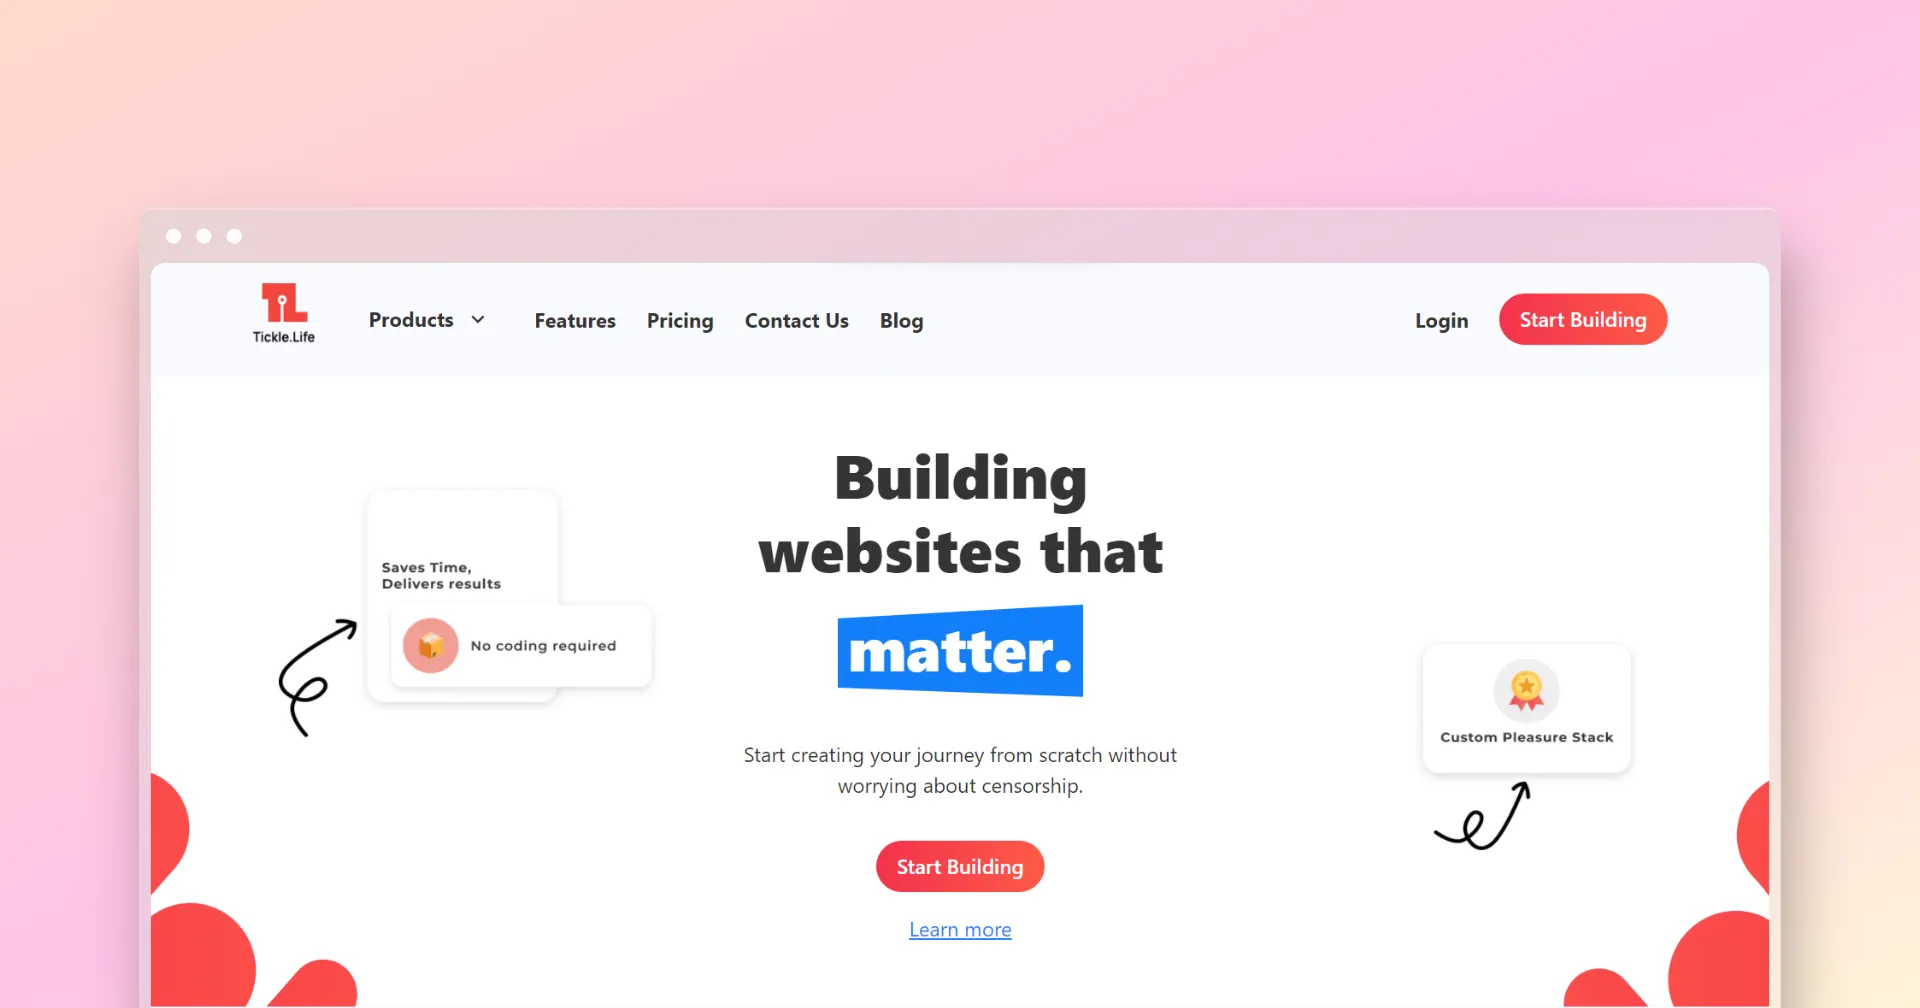 Tickle.Life
Products
Features
Pricing
Contact Us
Blog
Login
Start Building
Building
websites that
matter.
Saves Time,
Delivers results
No coding required
Custom Pleasure Stack
Start creating your journey from scratch without
worrying about censorship.
Start Building
Learn more